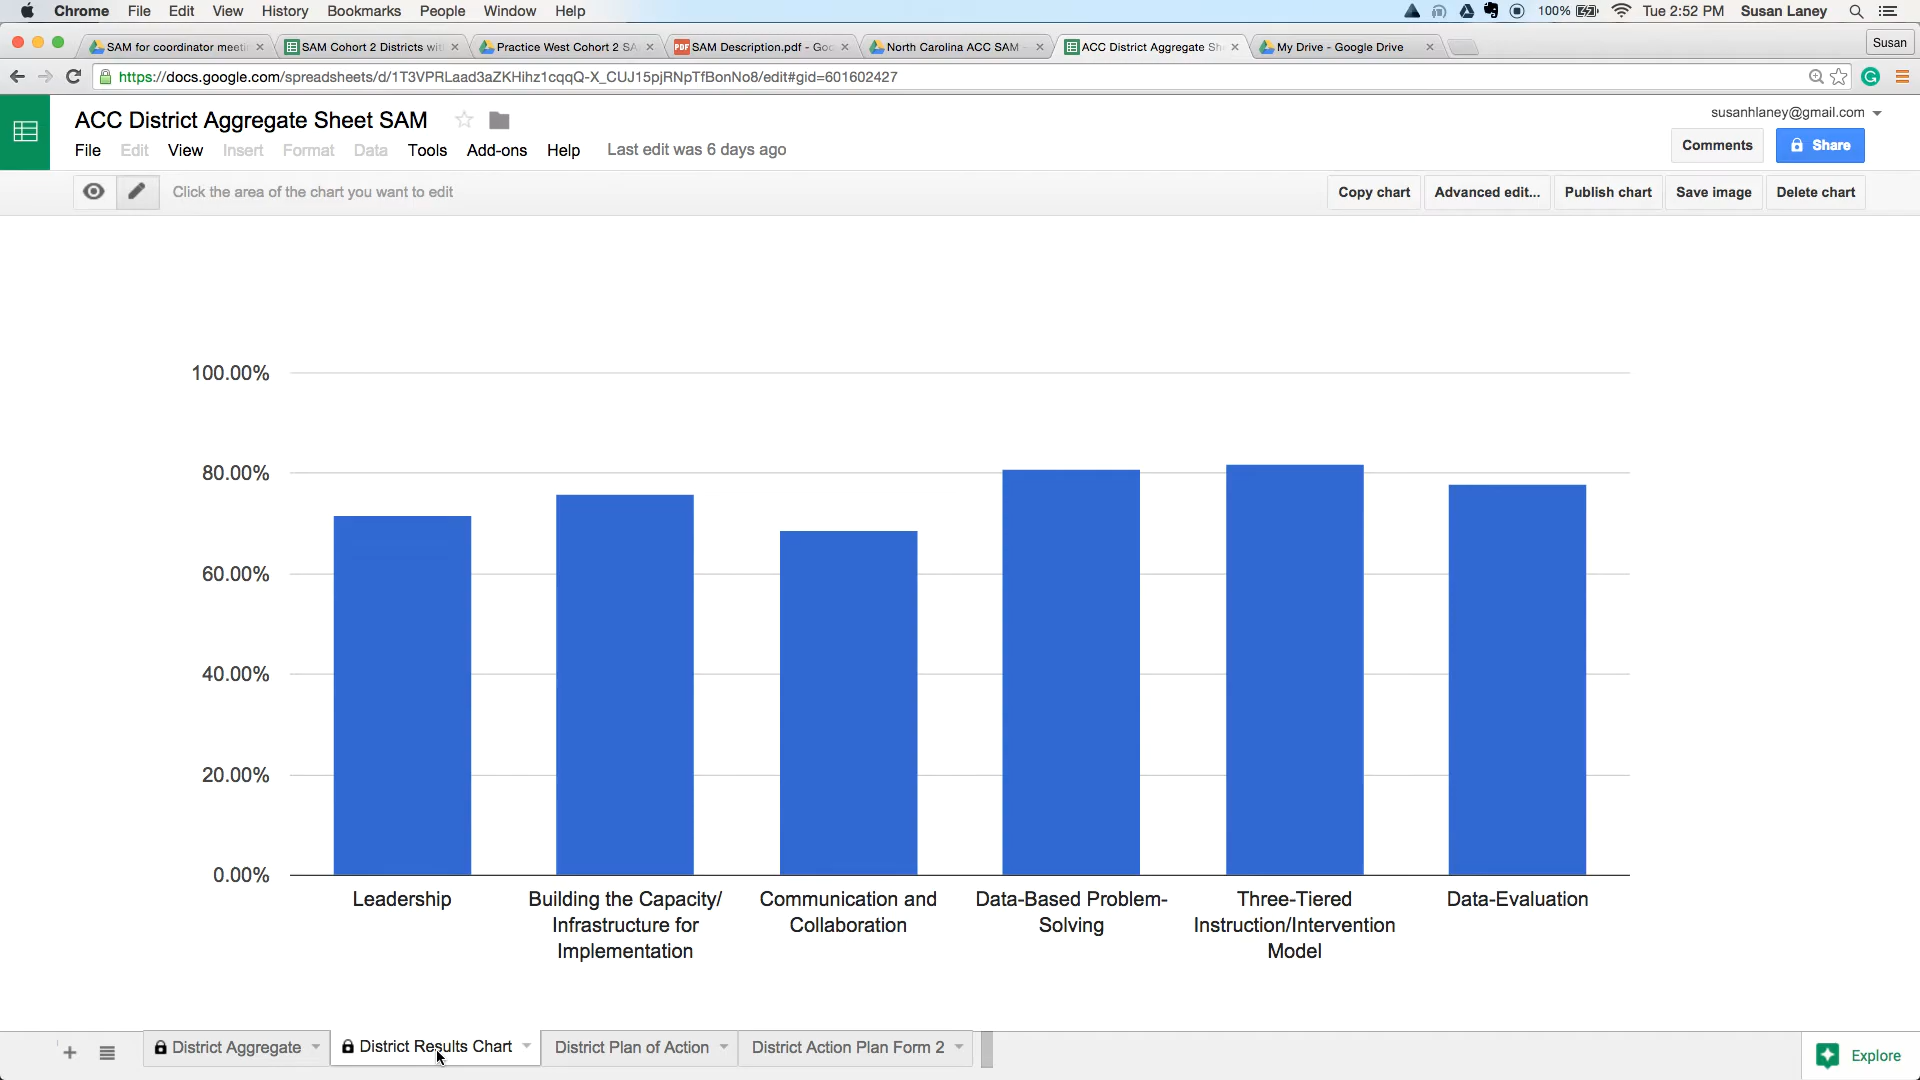 Chrome File Edit View History Bookmarks People Window Help 100% Tue 2:52 PM Susan Laney
SAM for coordinator meeti
SAM Cohort 2 Districts wit
Practice West Cohort 2 SA
SAM Description.pdf - Goo
North Carolina ACC SAM -
ACC District Aggregate Sh
My Drive - Google Drive
Susan
https://docs.google.com/spreadsheets/d/1T3VPRLaad3aZKHihz1cqqQ-X_CUJ15pjRNpTfBonNo8/edit#gid=601602427
ACC District Aggregate Sheet SAM
susanhlaney@gmail.com
File Edit View Insert Format Data Tools Add-ons Help Last edit was 6 days ago
Comments Share
Click the area of the chart you want to edit
Copy chart Advanced edit... Publish chart Save image Delete chart
100.00%
80.00%
60.00%
40.00%
20.00%
0.00%
Leadership
Building the Capacity/
Infrastructure for
Implementation
Communication and
Collaboration
Data-Based Problem-
Solving
Three-Tiered
Instruction/Intervention
Model
Data-Evaluation
District Aggregate
District Results Chart
District Plan of Action
District Action Plan Form 2
Explore